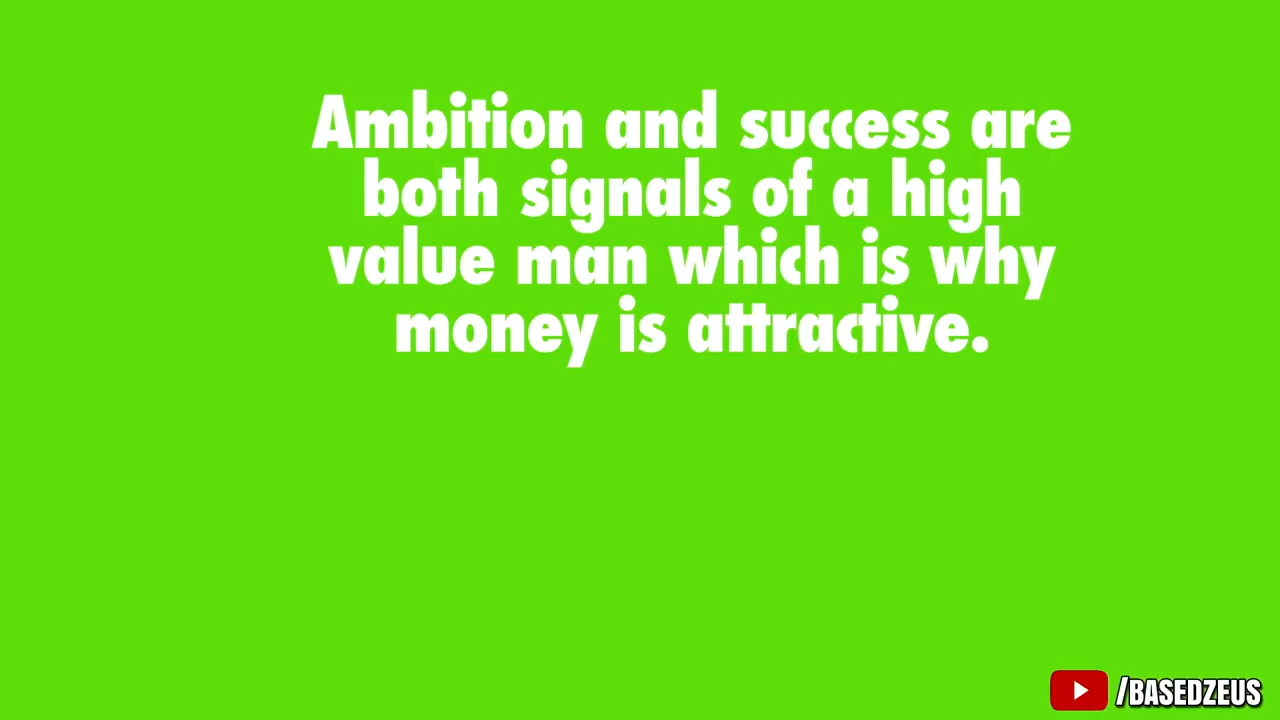 Ambition and success are
both signals of a high
value man which is why
money is attractive.
/BASEDZEUS